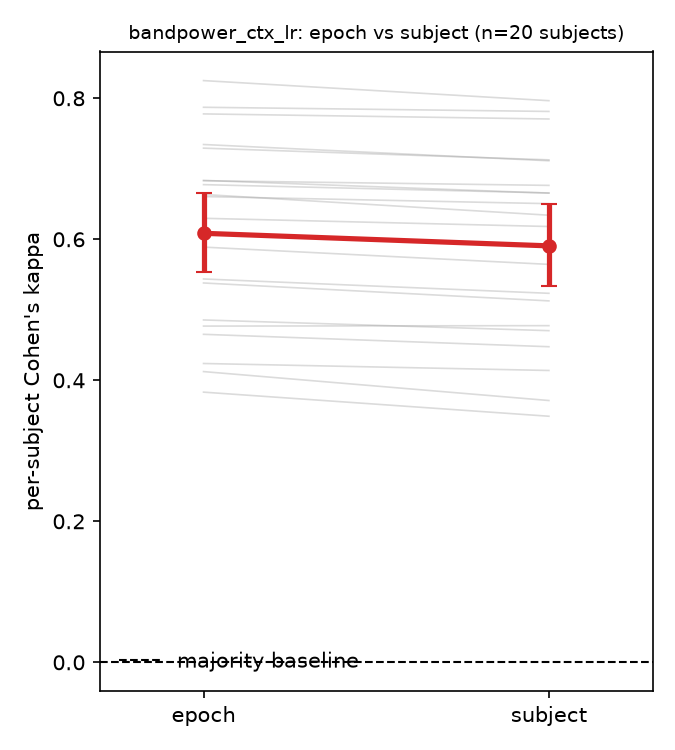 bandpower_ctx_lr: epoch vs subject (n=20 subjects)
per-subject Cohen's kappa
0.8
0.6
0.4
0.2
0.0
majority baseline
epoch
subject